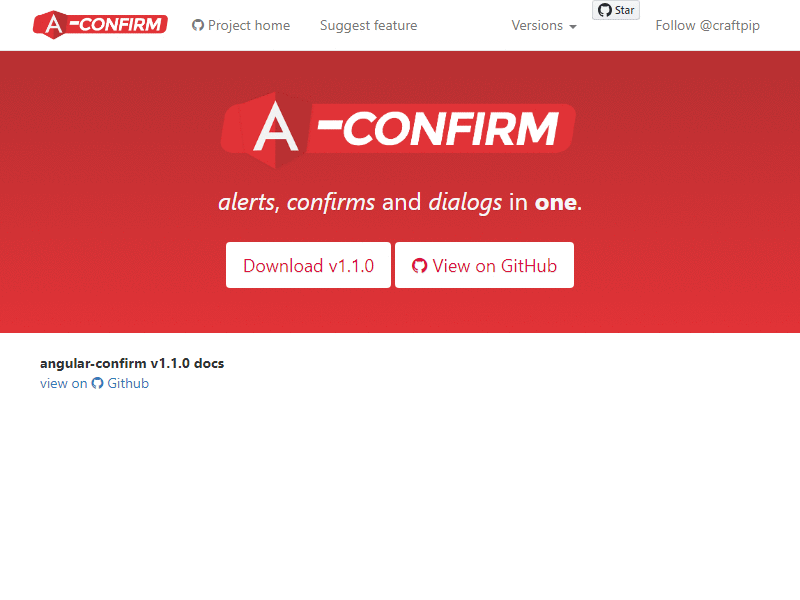 A-CONFIRM Project home Suggest feature Versions Star Follow @craftpip
A-CONFIRM
alerts, confirms and dialogs in one.
Download v1.1.0 View on GitHub
angular-confirm v1.1.0 docs
view on Github